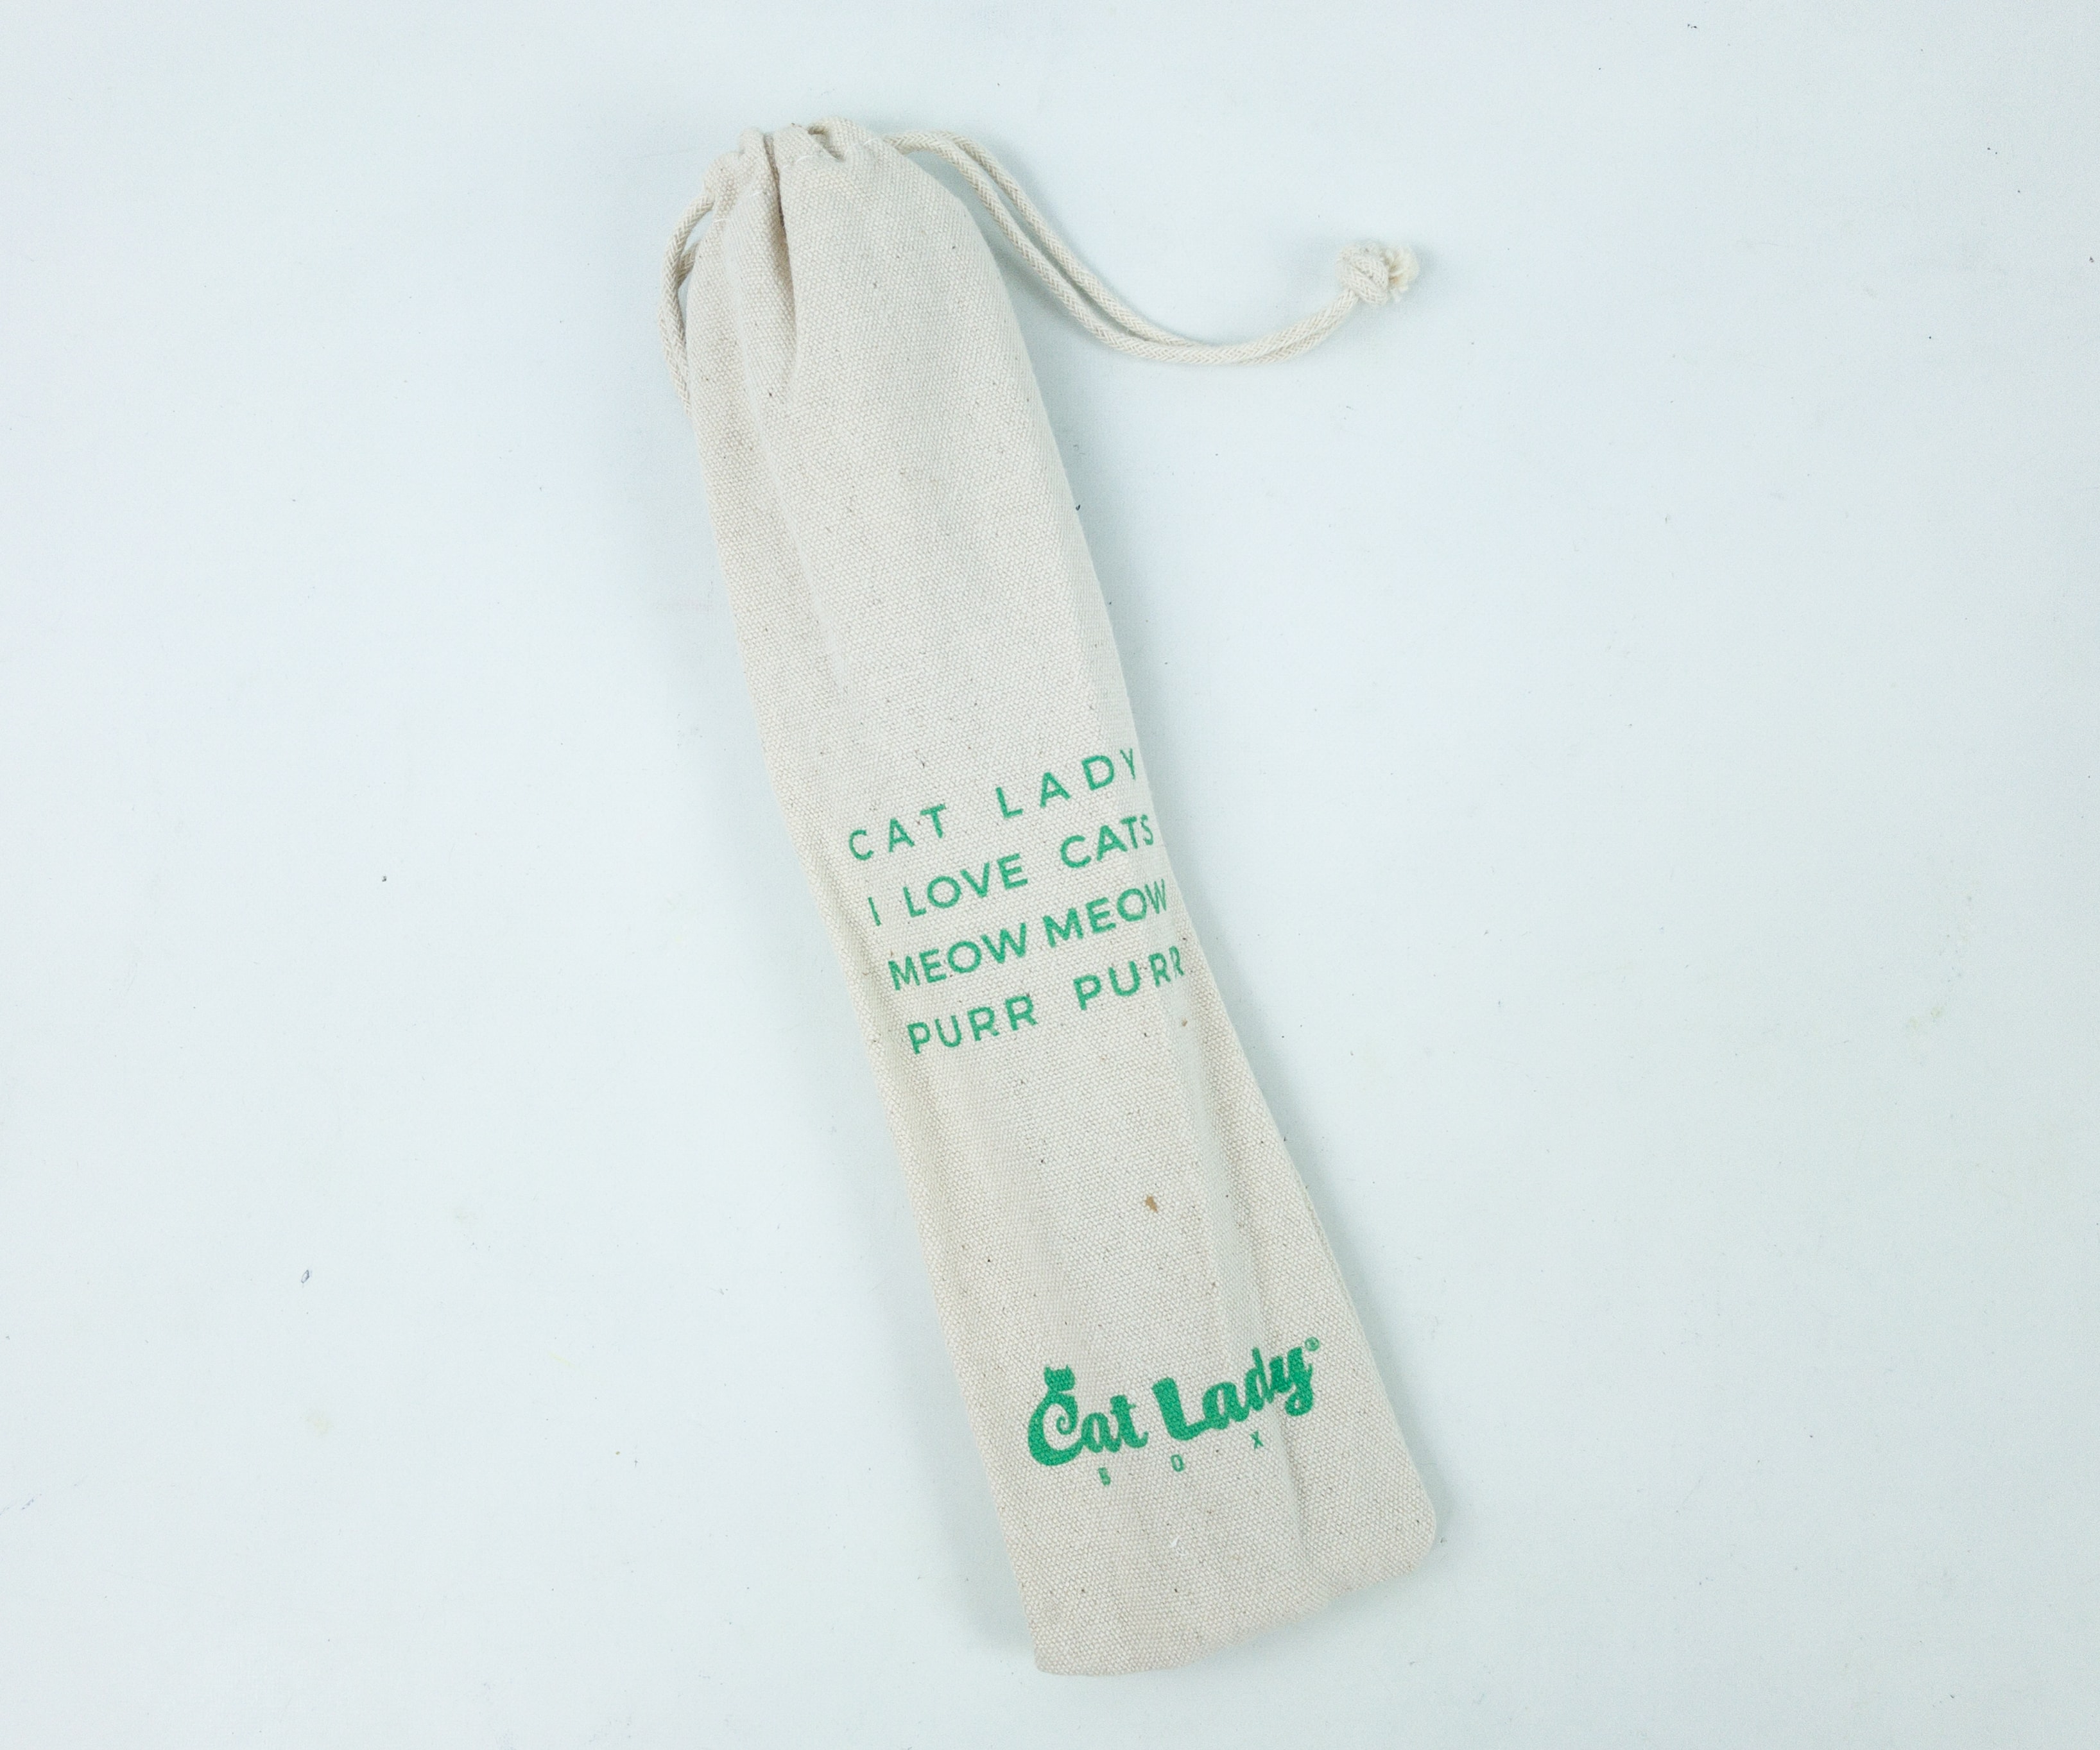 CAT LADY
I LOVE CATS
MEOW MEOW
PURR PURR
Cat Lady®
BOX